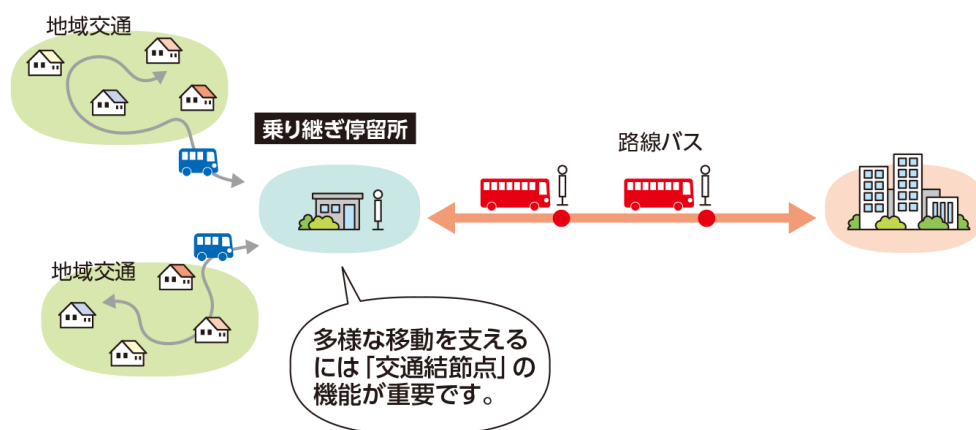 地域交通
乗り継ぎ停留所
路線バス
地域交通
多様な移動を支える
には「交通結節点」の
機能が重要です。